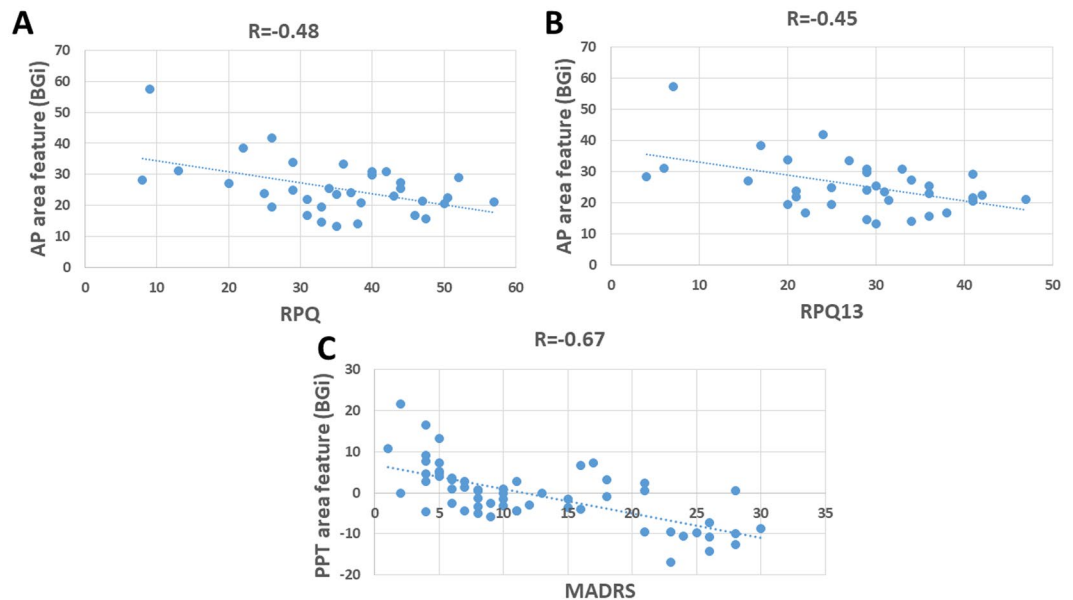 A
R=-0.48
AP area feature (BGi)
70
60
50
40
30
20
10
0
0 10 20 30 40 50 60
RPQ
B
R=-0.45
AP area feature (BGi)
70
60
50
40
30
20
10
0
0 10 20 30 40 50
RPQ13
C
R=-0.67
PPT area feature (BGi)
30
20
10
0
-10
-20
0 5 10 15 20 25 30 35
MADRS